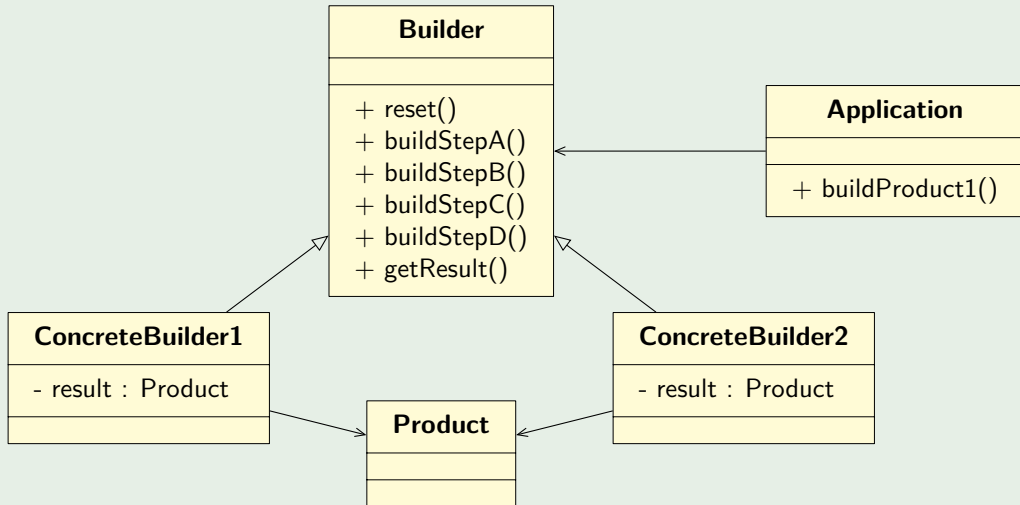 Builder
+ reset()
+ buildStepA()
+ buildStepB()
+ buildStepC()
+ buildStepD()
+ getResult()
Application
+ buildProduct1()
ConcreteBuilder1
- result : Product
ConcreteBuilder2
- result : Product
Product